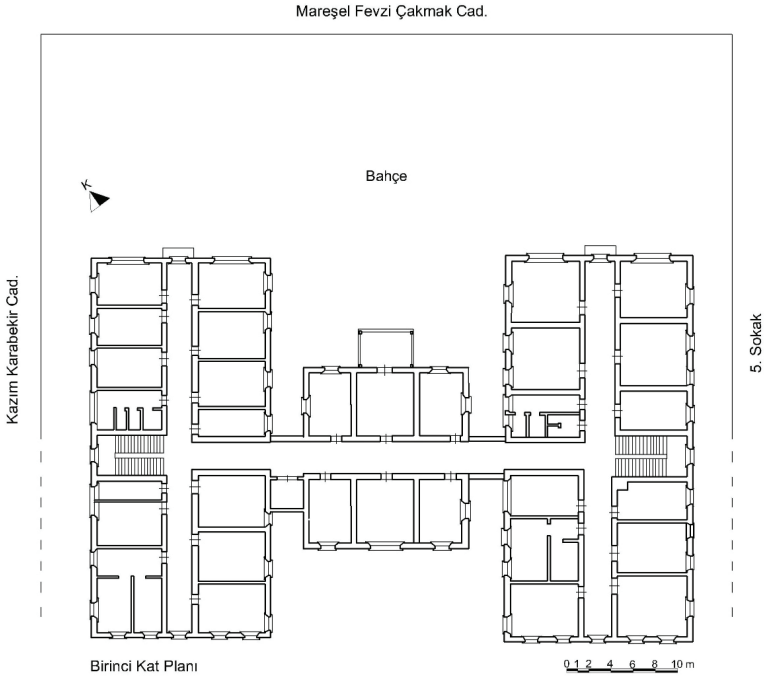 Mareşel Fevzi Çakmak Cad.
Bahçe
K
Kazım Karabekir Cad.
5. Sokak
Birinci Kat Planı
0 1 2 4 6 8 10 m